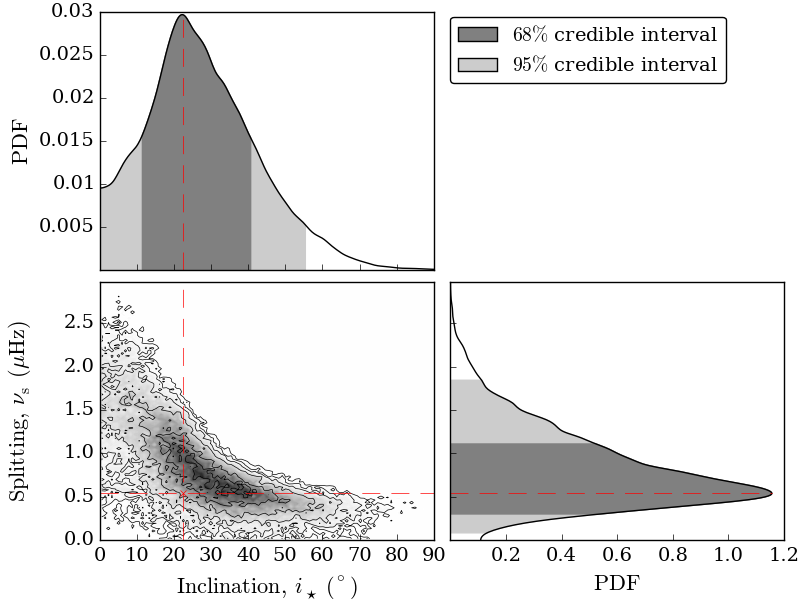 0.03
0.025
0.02
0.015
0.01
0.005
PDF
68% credible interval
95% credible interval
2.5
2.0
1.5
1.0
0.5
0.0
Splitting, νs (μHz)
0 10 20 30 40 50 60 70 80 90
Inclination, i⋆ (°)
0.2 0.4 0.6 0.8 1.0 1.2
PDF